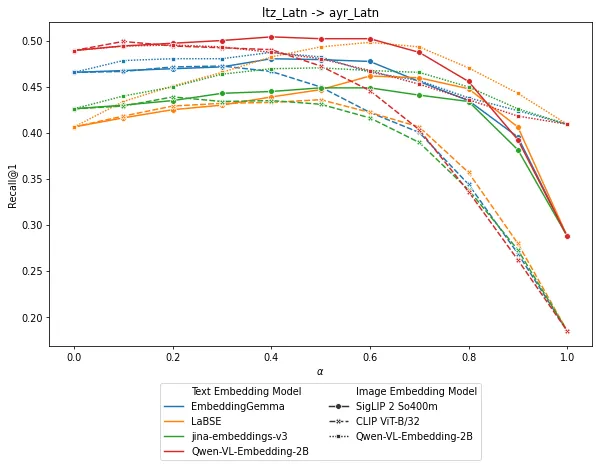 ltz_Latn -> ayr_Latn
Recall@1
0.50
0.45
0.40
0.35
0.30
0.25
0.20
0.0 0.2 0.4 0.6 0.8 1.0
α
Text Embedding Model Image Embedding Model
EmbeddingGemma SigLIP 2 So400m
LaBSE CLIP ViT-B/32
jina-embeddings-v3 Qwen-VL-Embedding-2B
Qwen-VL-Embedding-2B